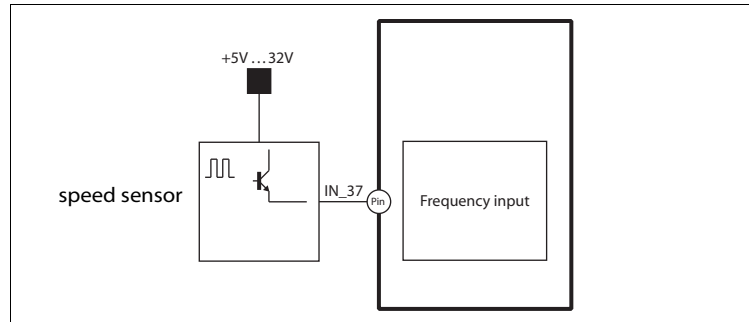 +5V ...32V
speed sensor
IN_37
Pin
Frequency input